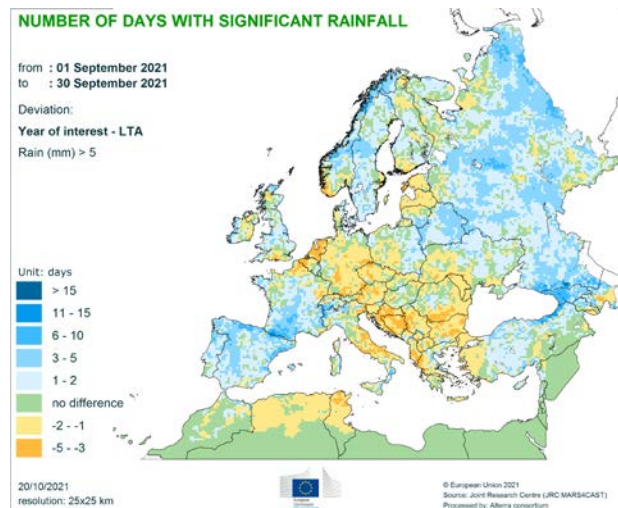 NUMBER OF DAYS WITH SIGNIFICANT RAINFALL
from : 01 September 2021
to : 30 September 2021
Deviation:
Year of interest - LTA
Rain (mm) > 5
Unit: days
> 15
11 - 15
6 - 10
3 - 5
1 - 2
no difference
-2 - -1
-5 - -3
20/10/2021
resolution: 25x25 km
© European Union 2021
Source: Joint Research Centre (JRC MARS4CAST)
Processed by: Alterra consortium